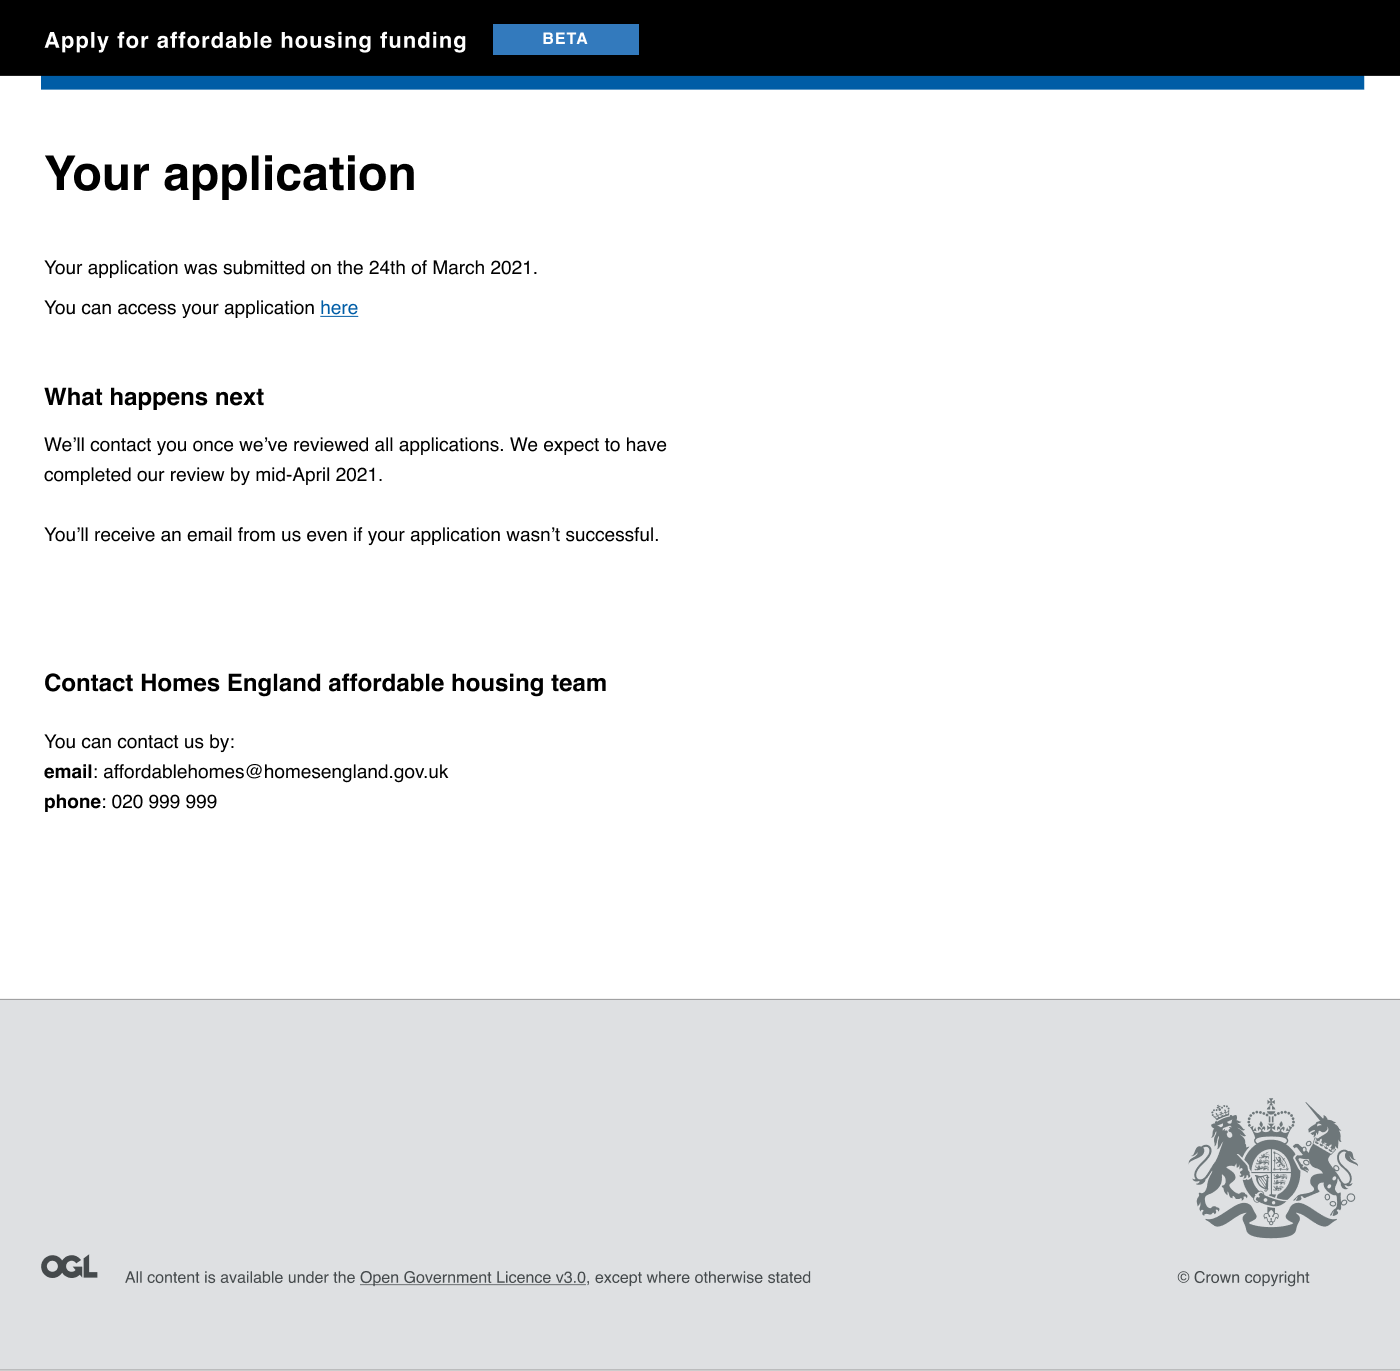 Apply for affordable housing funding BETA
Your application
Your application was submitted on the 24th of March 2021.
You can access your application here
What happens next
We’ll contact you once we’ve reviewed all applications. We expect to have
completed our review by mid-April 2021.
You’ll receive an email from us even if your application wasn’t successful.
Contact Homes England affordable housing team
You can contact us by:
email: affordablehomes@homesengland.gov.uk
phone: 020 999 999
OGL All content is available under the Open Government Licence v3.0, except where otherwise stated
© Crown copyright